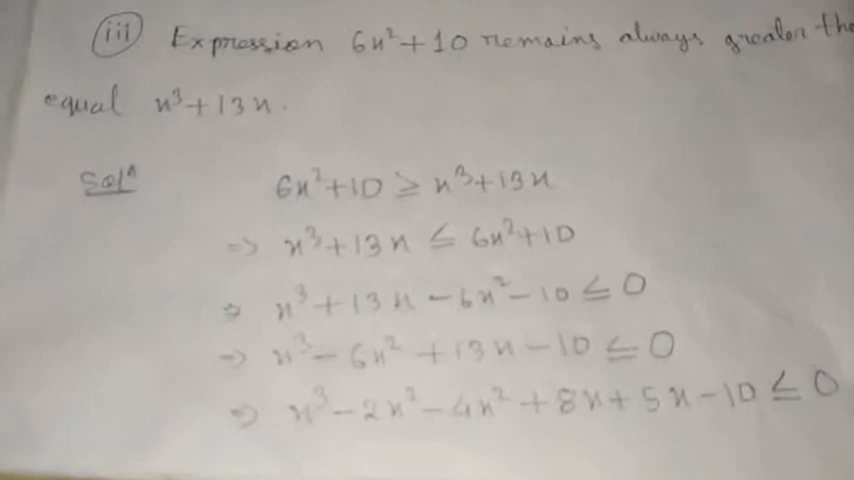 (iii) Expression 6x²+10 remains always greater
equal x³+13x.
Solⁿ 6x²+10 ≥ x³+13x
⇒ x³+13x ≤ 6x²+10
⇒ x³+13x-6x²-10≤0
⇒ x³-6x²+13x-10≤0
⇒ x³-2x²-4x²+8x+5x-10≤0